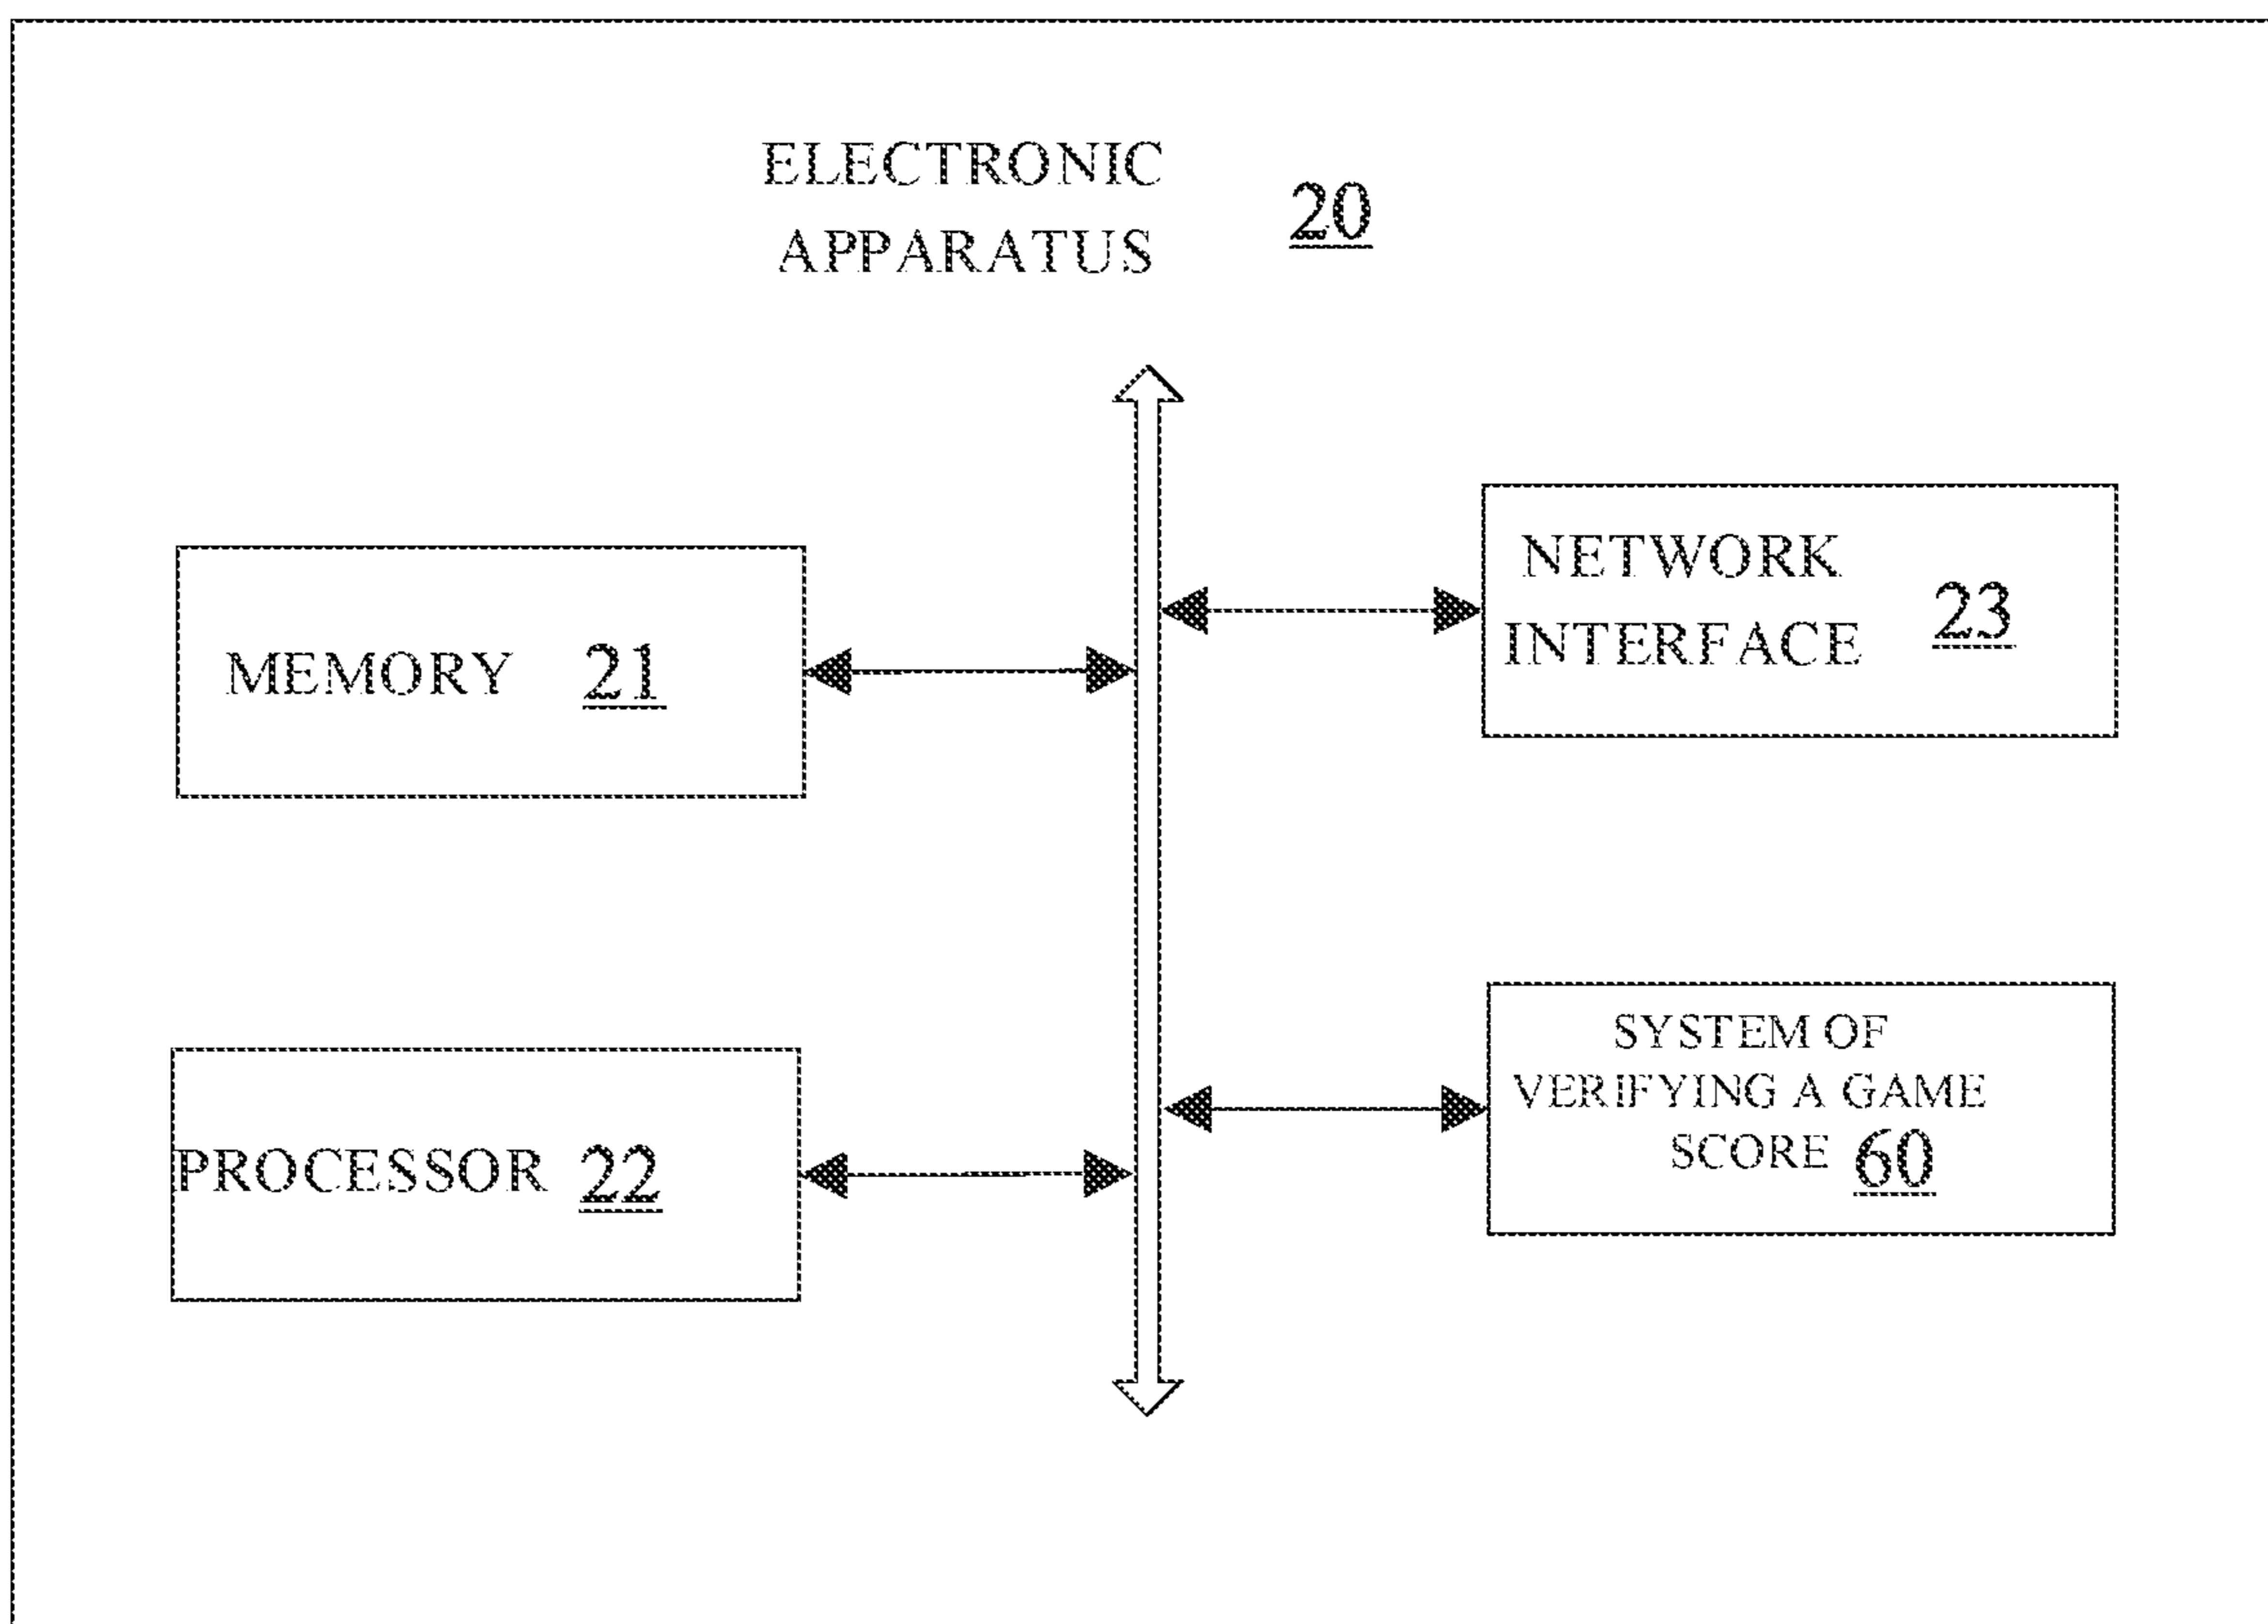 ELECTRONIC
APPARATUS 20
MEMORY 21
NETWORK
INTERFACE 23
PROCESSOR 22
SYSTEM OF
VERIFYING A GAME
SCORE 60